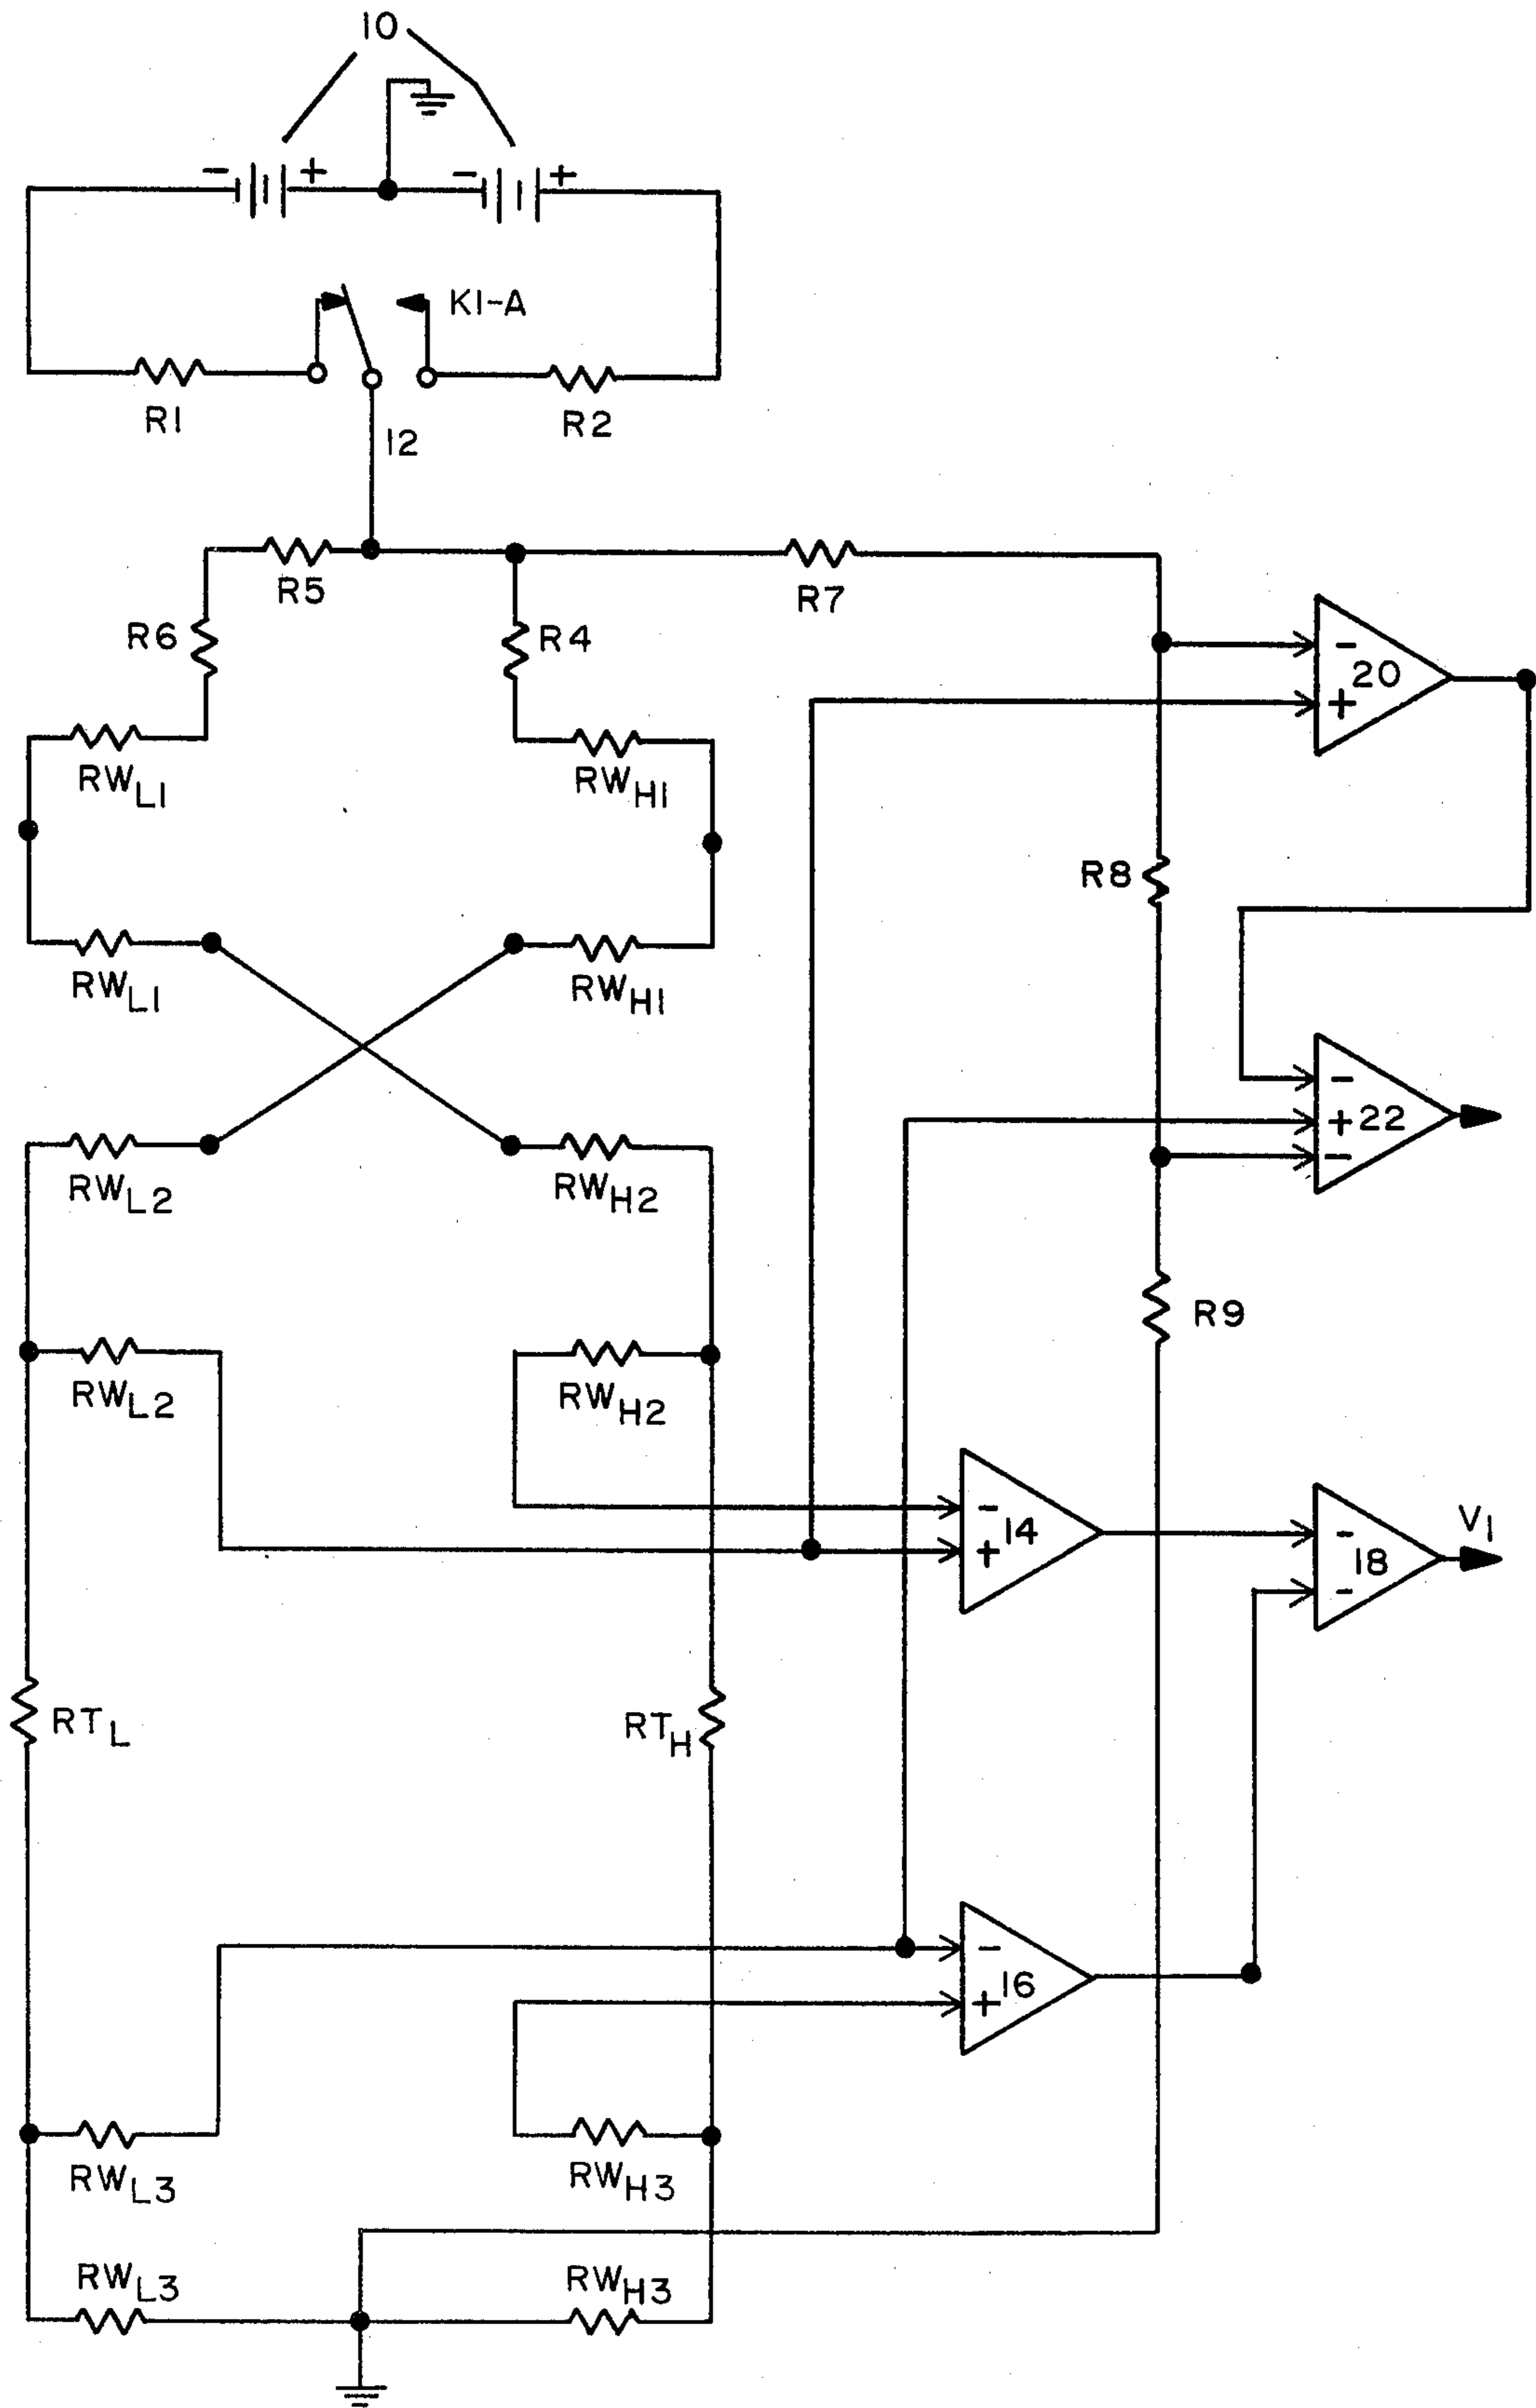 10
- + - +
K1-A
R1
R2
12
R5
R7
R6
R4
-
20
+
RWL1
RWH1
R8
RWL1
RWH1
-
+ 22
-
RWL2
RWH2
R9
RWL2
RWH2
-
14
+
V1
-
18
-
RTL
RTH
-
16
+
RWL3
RWH3
RWL3
RWH3